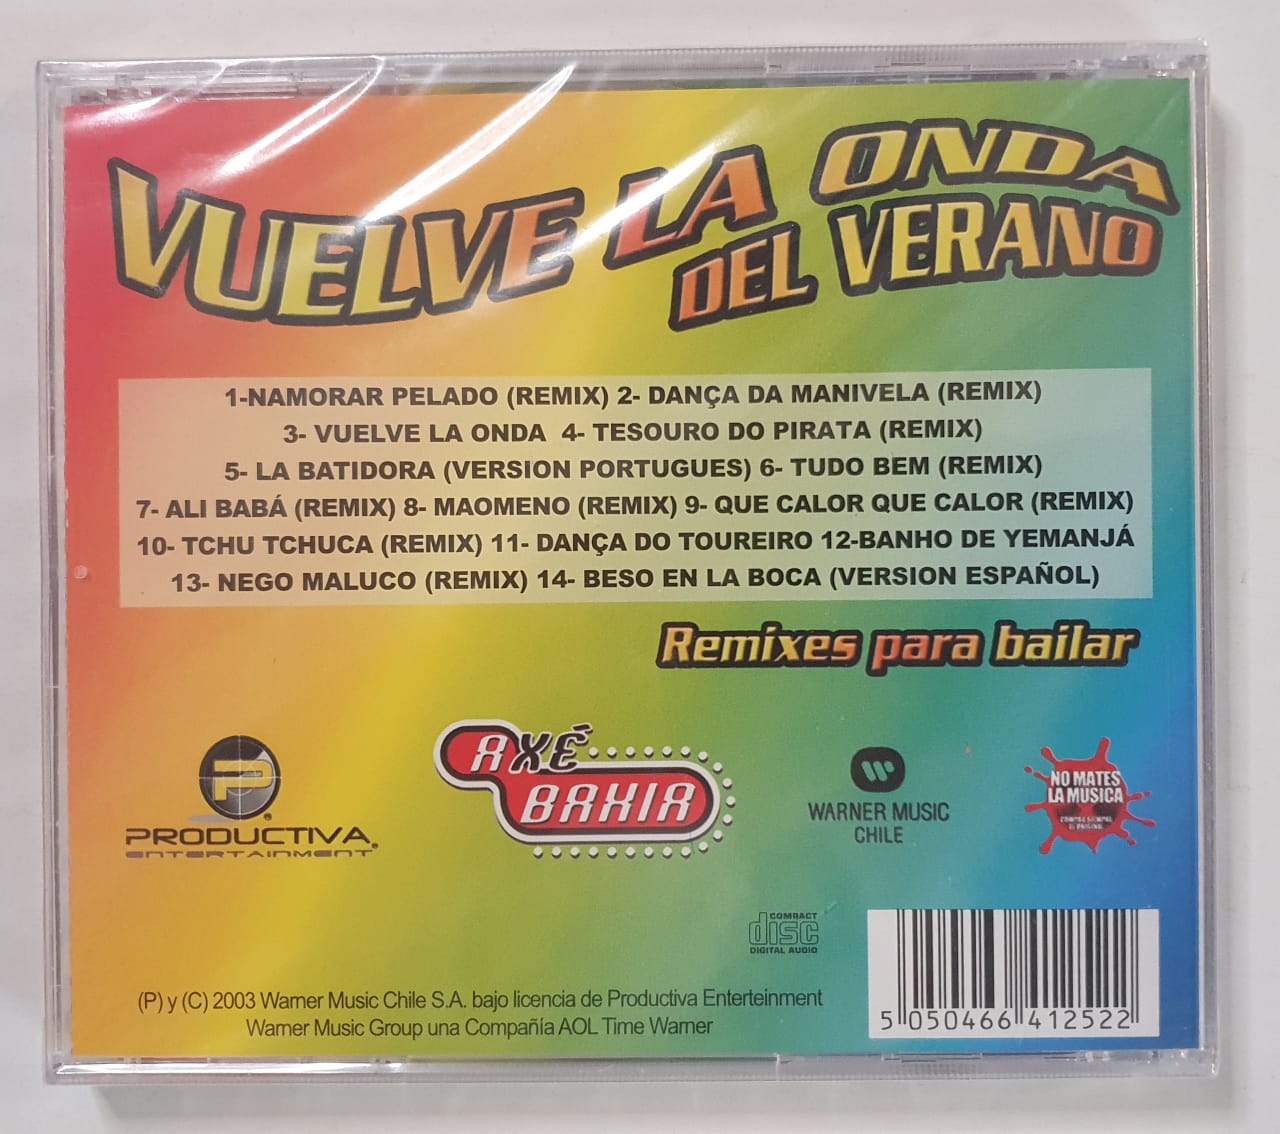 VUELVE LA ONDA
DEL VERANO
1-NAMORAR PELADO (REMIX) 2- DANÇA DA MANIVELA (REMIX)
3- VUELVE LA ONDA 4- TESOURO DO PIRATA (REMIX)
5- LA BATIDORA (VERSION PORTUGUES) 6- TUDO BEM (REMIX)
7- ALI BABÁ (REMIX) 8- MAOMENO (REMIX) 9- QUE CALOR QUE CALOR (REMIX)
10- TCHU TCHUCA (REMIX) 11- DANÇA DO TOUREIRO 12-BANHO DE YEMANJÁ
13- NEGO MALUCO (REMIX) 14- BESO EN LA BOCA (VERSION ESPAÑOL)
Remixes para bailar
P
PRODUCTIVA®
ENTERTAINMENT
AXÉ
BAHIA
WARNER MUSIC
CHILE
NO MATES
LA MUSICA
COMPRA SIEMPRE
EL ORIGINAL
COMPACT
disc
DIGITAL AUDIO
(P) y (C) 2003 Warner Music Chile S.A. bajo licencia de Productiva Enterteinment
Warner Music Group una Compañía AOL Time Warner
5 050466 412522